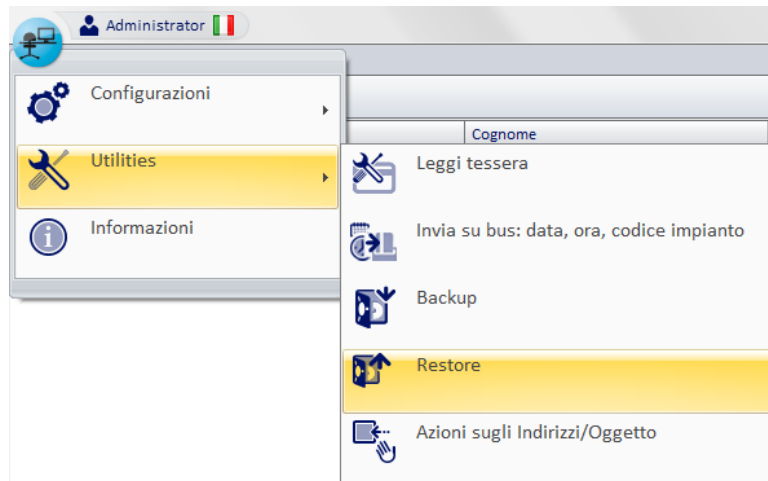 Administrator
Configurazioni
Cognome
Utilities
Leggi tessera
Informazioni
Invia su bus: data, ora, codice impianto
Backup
Restore
Azioni sugli Indirizzi/Oggetto